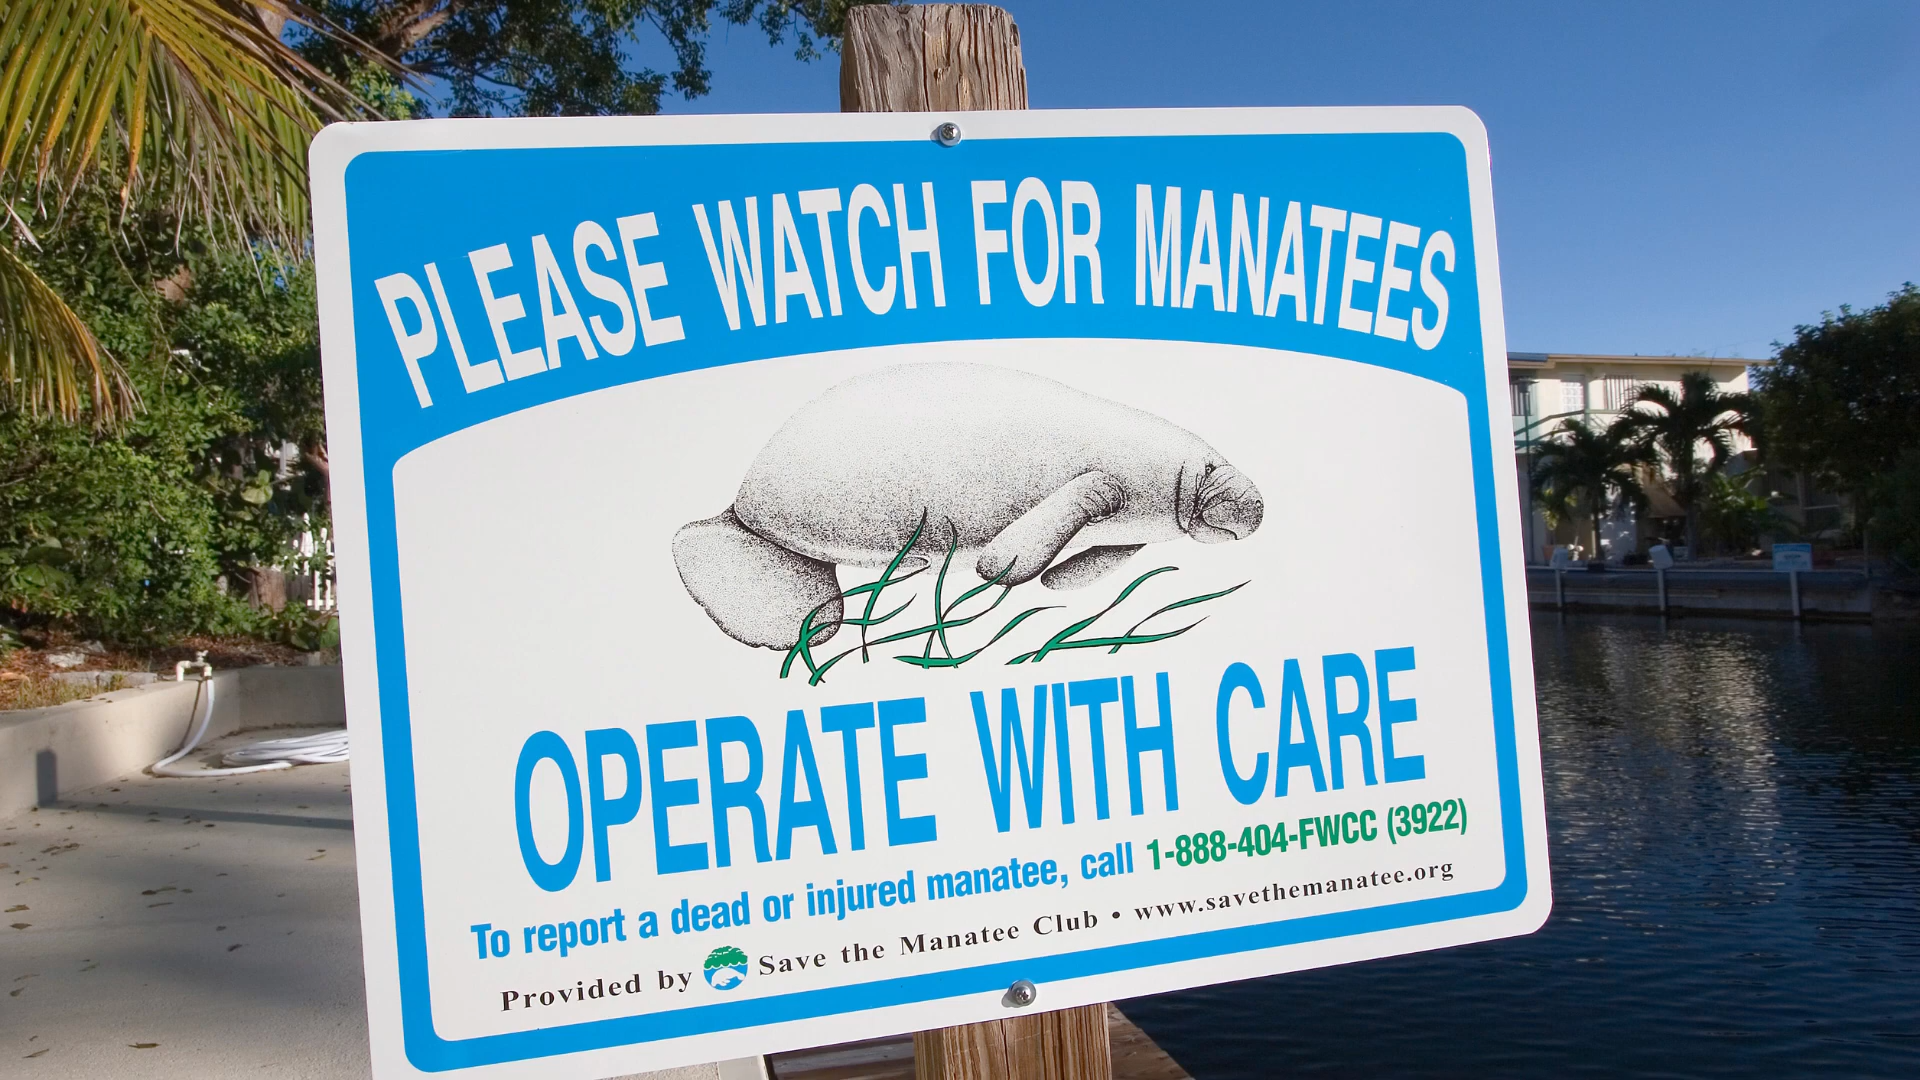 PLEASE WATCH FOR MANATEES
OPERATE WITH CARE
To report a dead or injured manatee, call 1-888-404-FWCC (3922)
Provided by Save the Manatee Club • www.savethemanatee.org